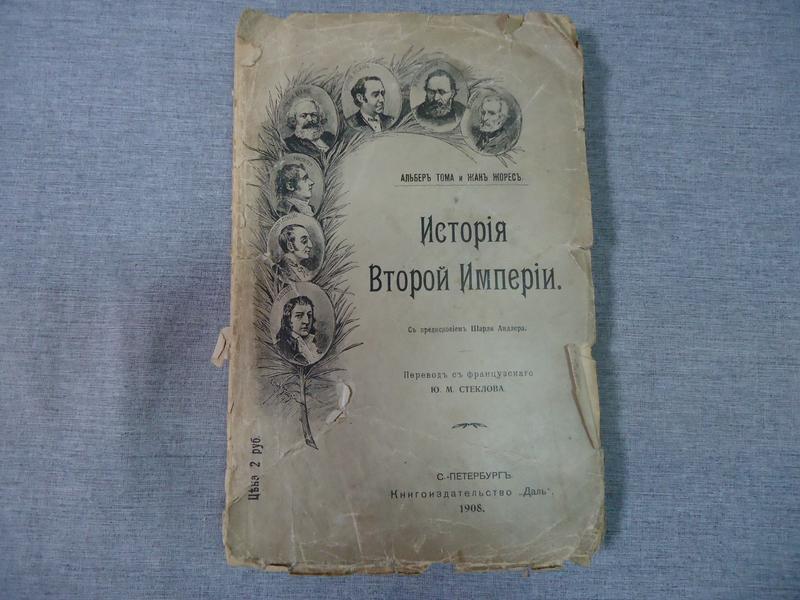 АЛЬБЕРЪ ТОМА и ЖАНЪ ЖОРЕСЪ.
Исторія
Второй Имперіи.
Съ предисловіемъ Шарля Андлера.
Переводъ съ французскаго
Ю. М. СТЕКЛОВА
Цѣна 2 руб.
С.-ПЕТЕРБУРГЪ.
Книгоиздательство „Даль“.
1908.